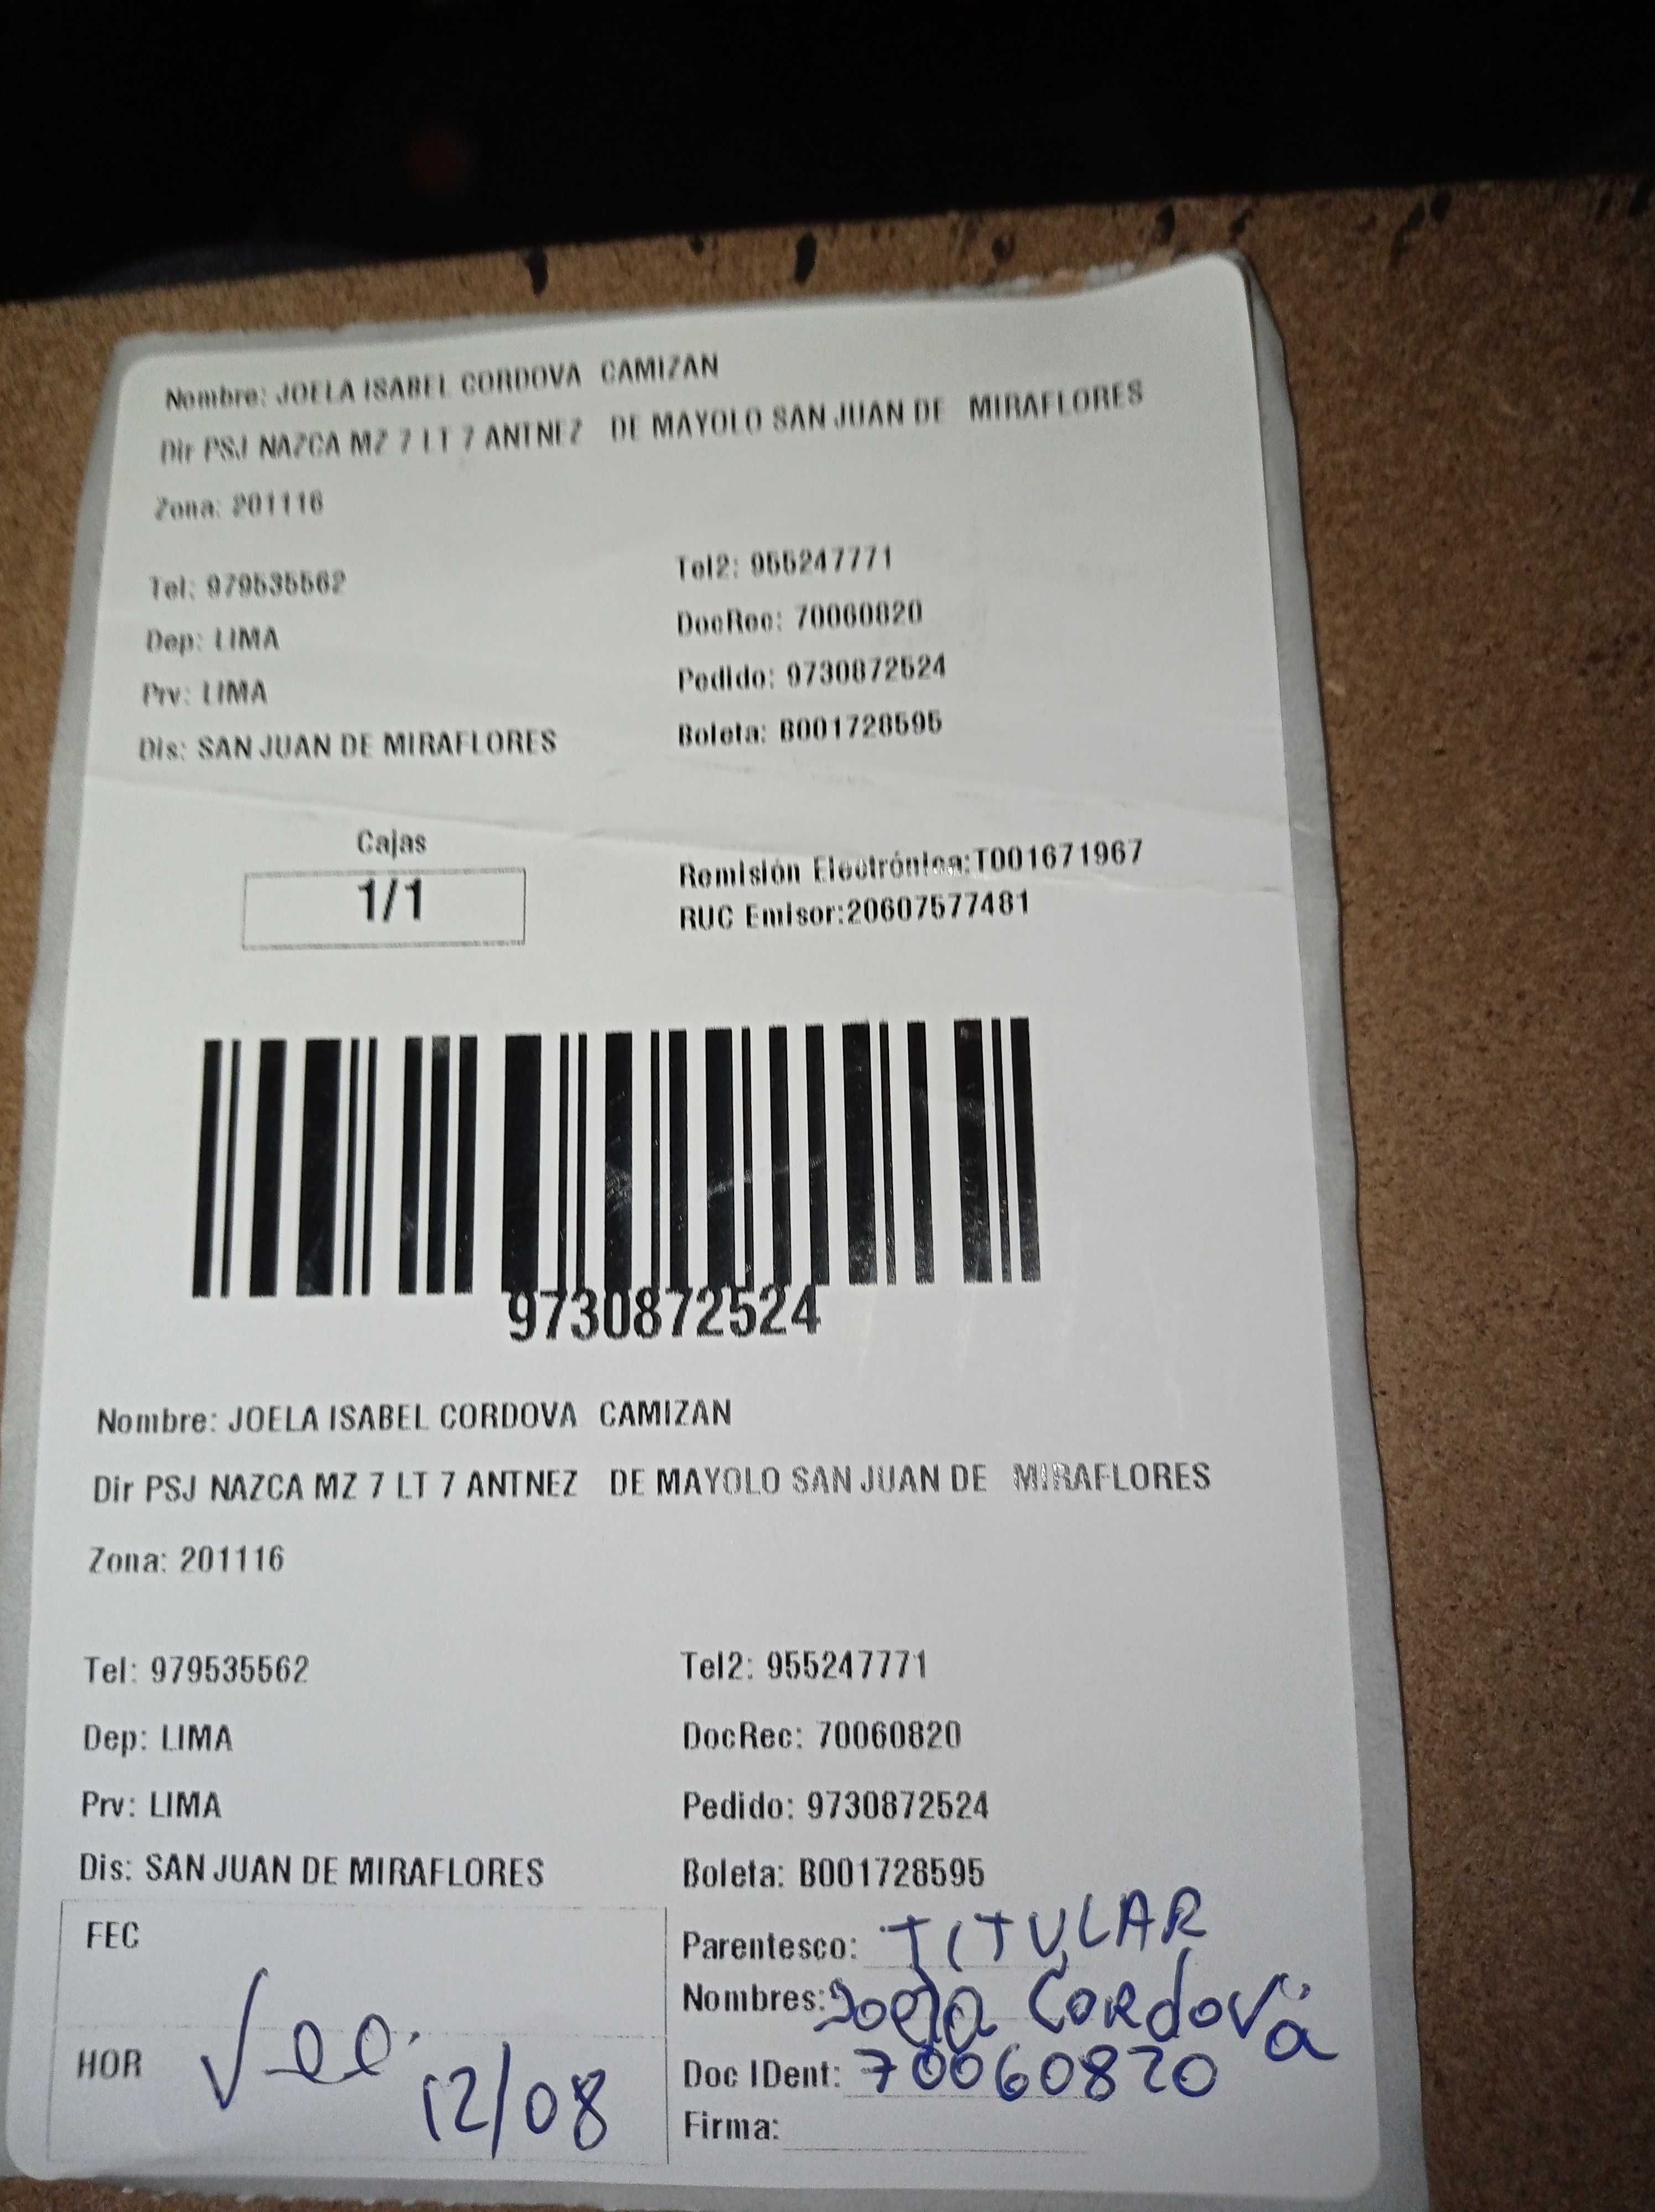 Nombre: JOELA ISABEL CORDOVA CAMIZAN
Dir PSJ NAZCA MZ 7 LT 7 ANTNEZ DE MAYOLO SAN JUAN DE MIRAFLORES
Zona: 201116
Tel: 979535562 Tel2: 955247771
Dep: LIMA DocRec: 70060820
Prv: LIMA Pedido: 9730872524
Dis: SAN JUAN DE MIRAFLORES Boleta: B001728595
Cajas
1/1
Remisión Electrónica:T001671967
RUC Emisor:20607577481
9730872524
Nombre: JOELA ISABEL CORDOVA CAMIZAN
Dir PSJ NAZCA MZ 7 LT 7 ANTNEZ DE MAYOLO SAN JUAN DE MIRAFLORES
Zona: 201116
Tel: 979535562 Tel2: 955247771
Dep: LIMA DocRec: 70060820
Prv: LIMA Pedido: 9730872524
Dis: SAN JUAN DE MIRAFLORES Boleta: B001728595
FEC
Parentesco: TITULAR
Nombres: Joela Cordova
HOR
12/08
Doc IDent: 70060820
Firma: